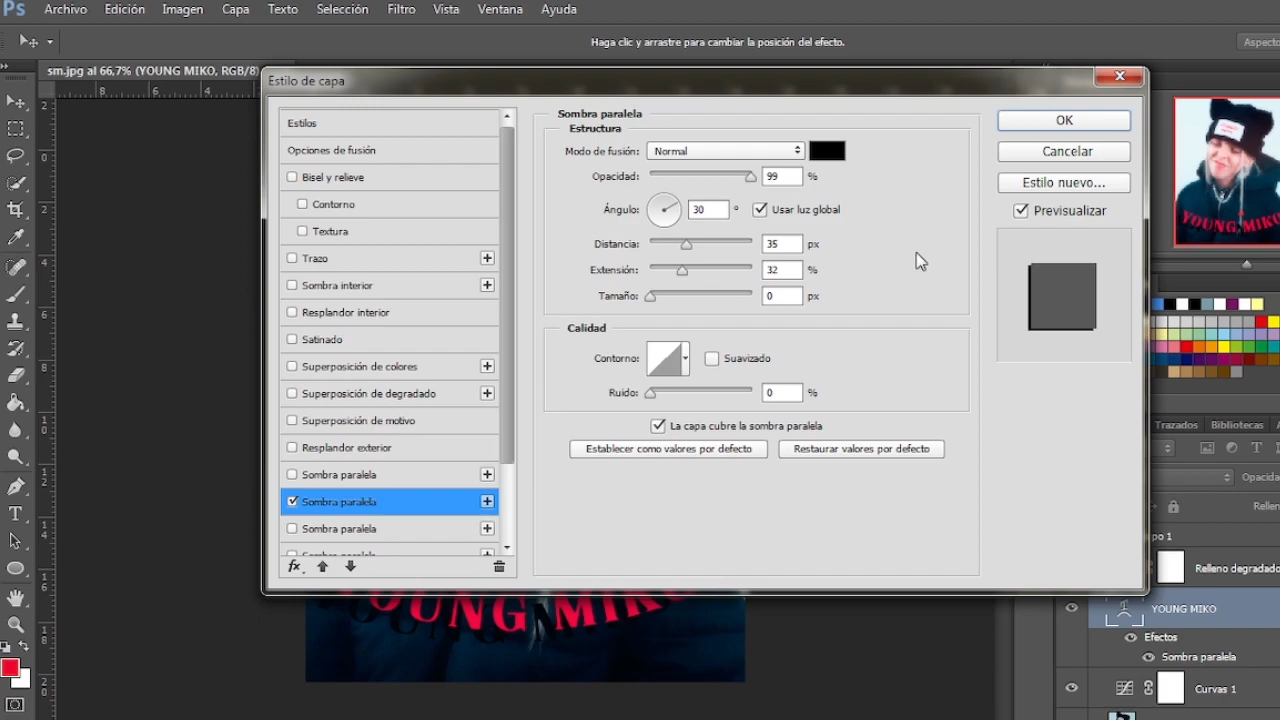 Ps Archivo Edición Imagen Capa Texto Selección Filtro Vista Ventana Ayuda
Haga clic y arrastre para cambiar la posición del efecto.
sm.jpg al 66,7% (YOUNG MIKO, RGB/8)
Estilo de capa
8 6 4
Estilos
Opciones de fusión
Bisel y relieve
Contorno
Textura
Trazo
Sombra interior
Resplandor interior
Satinado
Superposición de colores
Superposición de degradado
Superposición de motivo
Resplandor exterior
Sombra paralela
Sombra paralela
Sombra paralela
Sombra paralela
fx
Sombra paralela
Estructura
Modo de fusión: Normal
Opacidad: 99 %
Ángulo: 30 ° Usar luz global
Distancia: 35 px
Extensión: 32 %
Tamaño: 0 px
Calidad
Contorno: Suavizado
Ruido: 0 %
La capa cubre la sombra paralela
Establecer como valores por defecto Restaurar valores por defecto
OK
Cancelar
Estilo nuevo...
Previsualizar
YOUNG MIKO
YOUNG MIKO
Trazados Bibliotecas
Relleno degradado
YOUNG MIKO
Efectos
Sombra paralela
Curvas 1